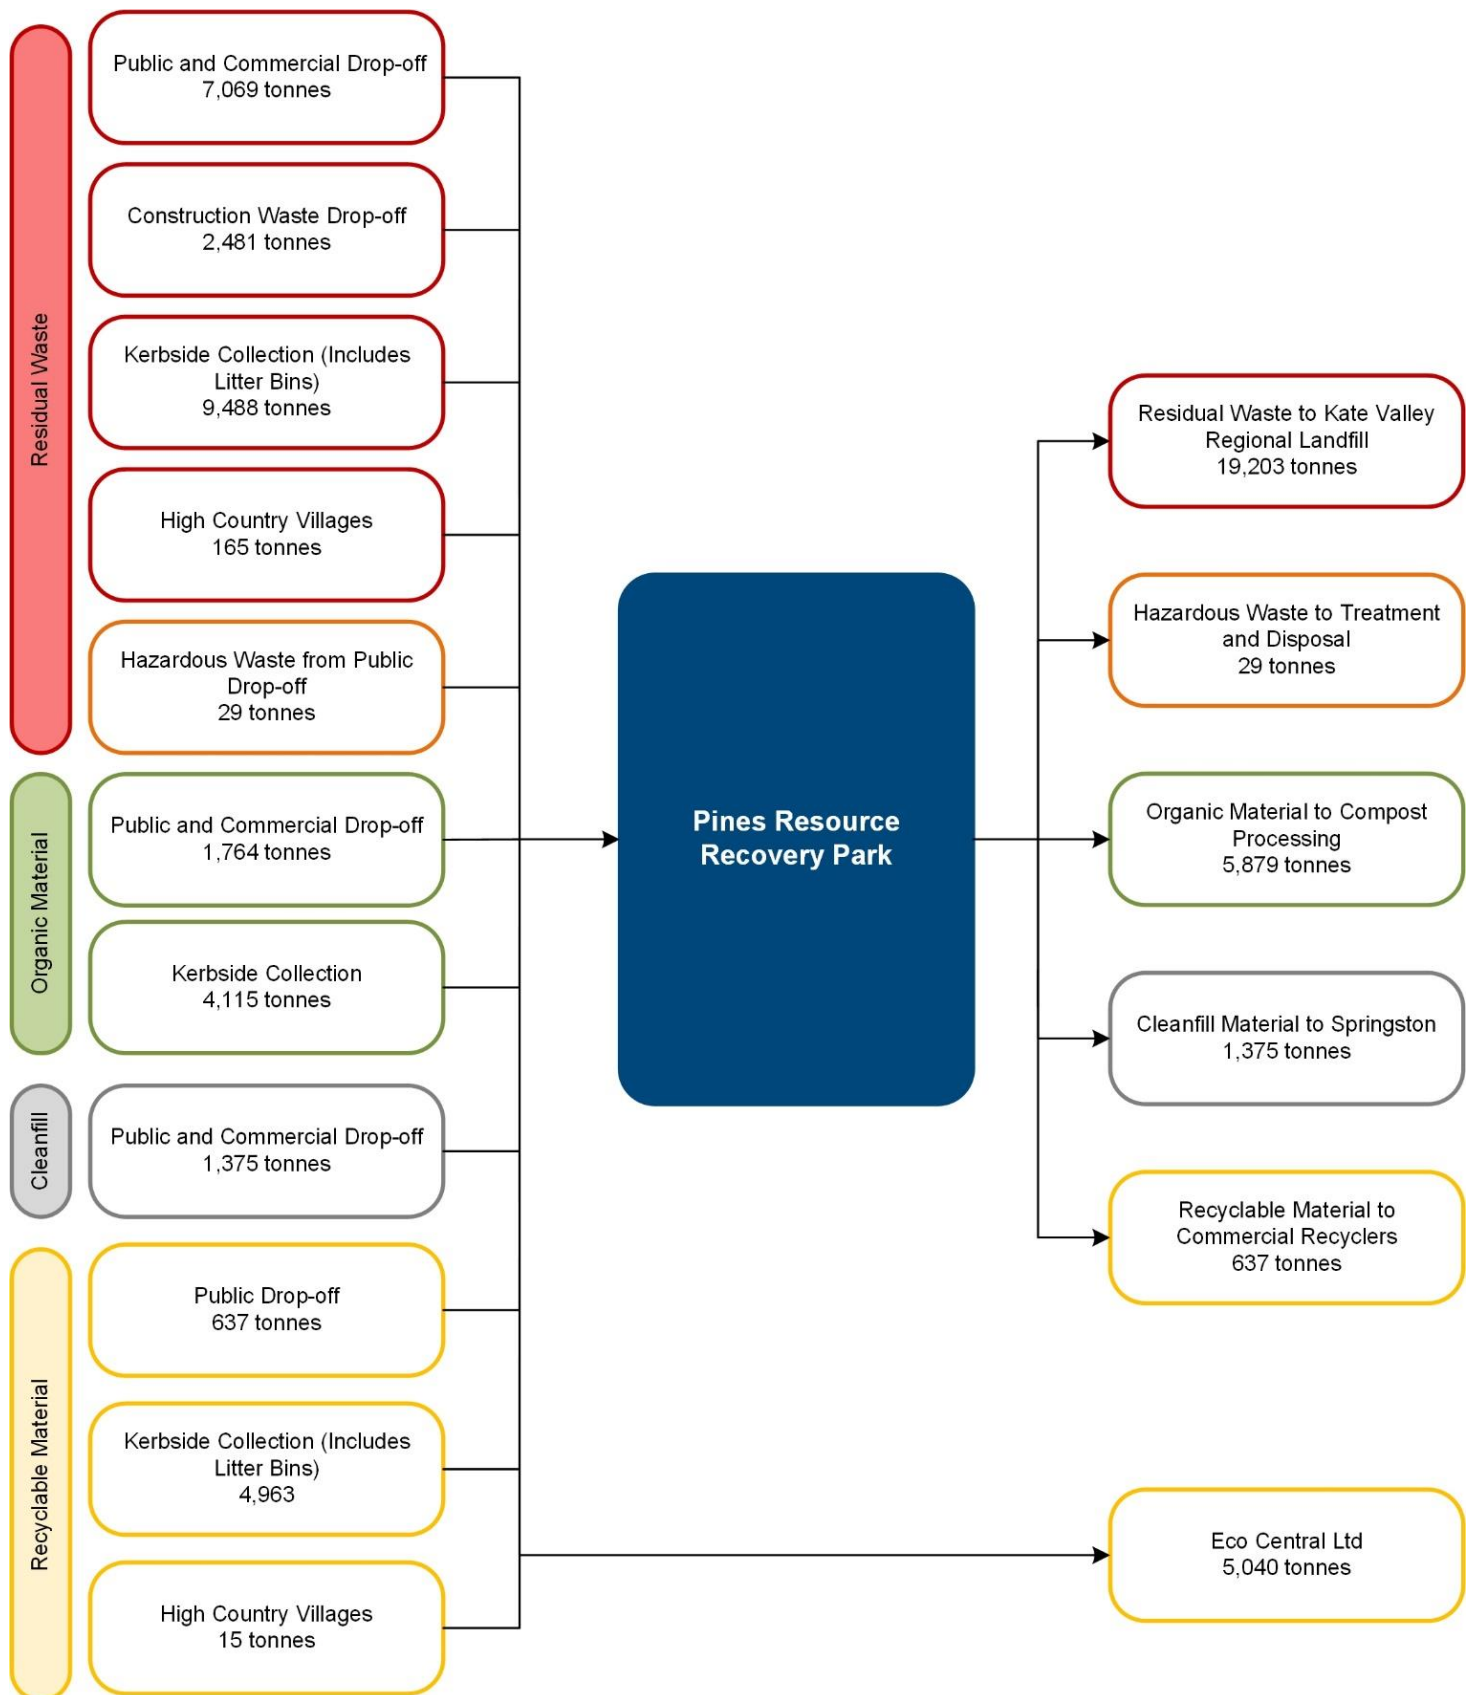 Residual Waste
Public and Commercial Drop-off
7,069 tonnes
Construction Waste Drop-off
2,481 tonnes
Kerbside Collection (Includes
Litter Bins)
9,488 tonnes
High Country Villages
165 tonnes
Hazardous Waste from Public
Drop-off
29 tonnes
Organic Material
Public and Commercial Drop-off
1,764 tonnes
Kerbside Collection
4,115 tonnes
Cleanfill
Public and Commercial Drop-off
1,375 tonnes
Recyclable Material
Public Drop-off
637 tonnes
Kerbside Collection (Includes
Litter Bins)
4,963
High Country Villages
15 tonnes
Pines Resource
Recovery Park
Residual Waste to Kate Valley
Regional Landfill
19,203 tonnes
Hazardous Waste to Treatment
and Disposal
29 tonnes
Organic Material to Compost
Processing
5,879 tonnes
Cleanfill Material to Springston
1,375 tonnes
Recyclable Material to
Commercial Recyclers
637 tonnes
Eco Central Ltd
5,040 tonnes